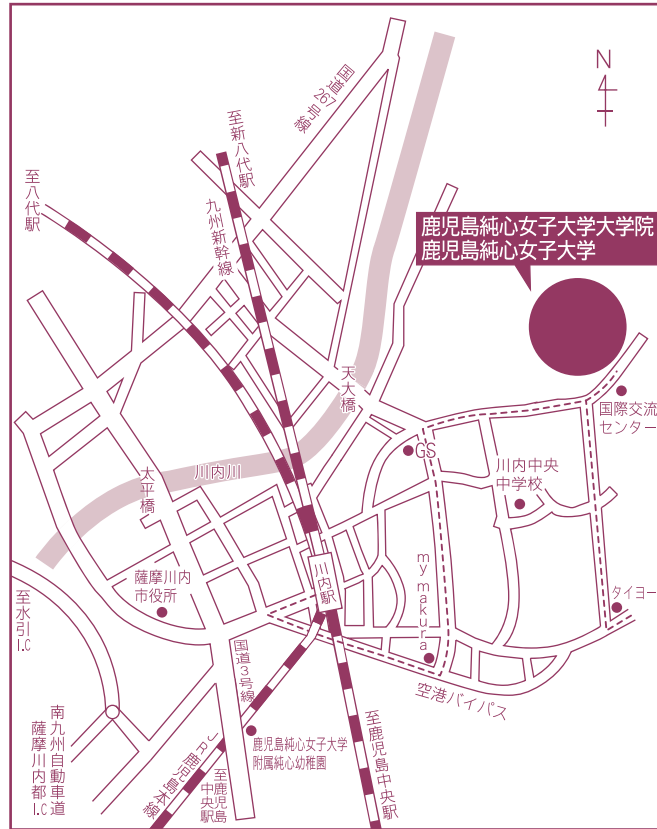 N
国道267号線
至新八代駅
九州新幹線
至八代駅
鹿児島純心女子大学大学院
鹿児島純心女子大学
天大橋
国際交流
センター
GS
川内中央
中学校
川内川
太平橋
川内駅
薩摩川内
市役所
my makura
タイヨー
至水引I.C
国道3号線
空港バイパス
南九州自動車道
薩摩川内都I.C
鹿児島純心女子大学
附属純心幼稚園
JR鹿児島本線
至鹿児島
中央駅
至鹿児島中央駅